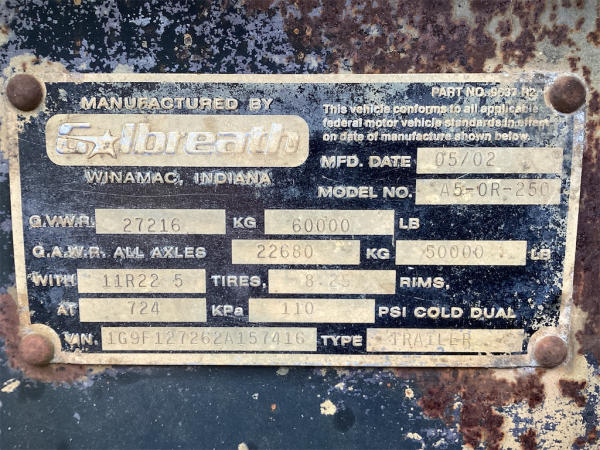 PART NO. 9637 R2
MANUFACTURED BY
Galbreath
WINAMAC, INDIANA
This vehicle conforms to all applicable
federal motor vehicle standards in effect
on date of manufacture shown below.
MFD. DATE 05/02
MODEL NO. A5-OR-250
G.V.W.R. 27216 KG 60000 LB
G.A.W.R. ALL AXLES 22680 KG 50000 LB
WITH 11R22 5 TIRES, 8.25 RIMS,
AT 724 KPa 110 PSI COLD DUAL
VIN. 1G9F127262A157416 TYPE TRAILER